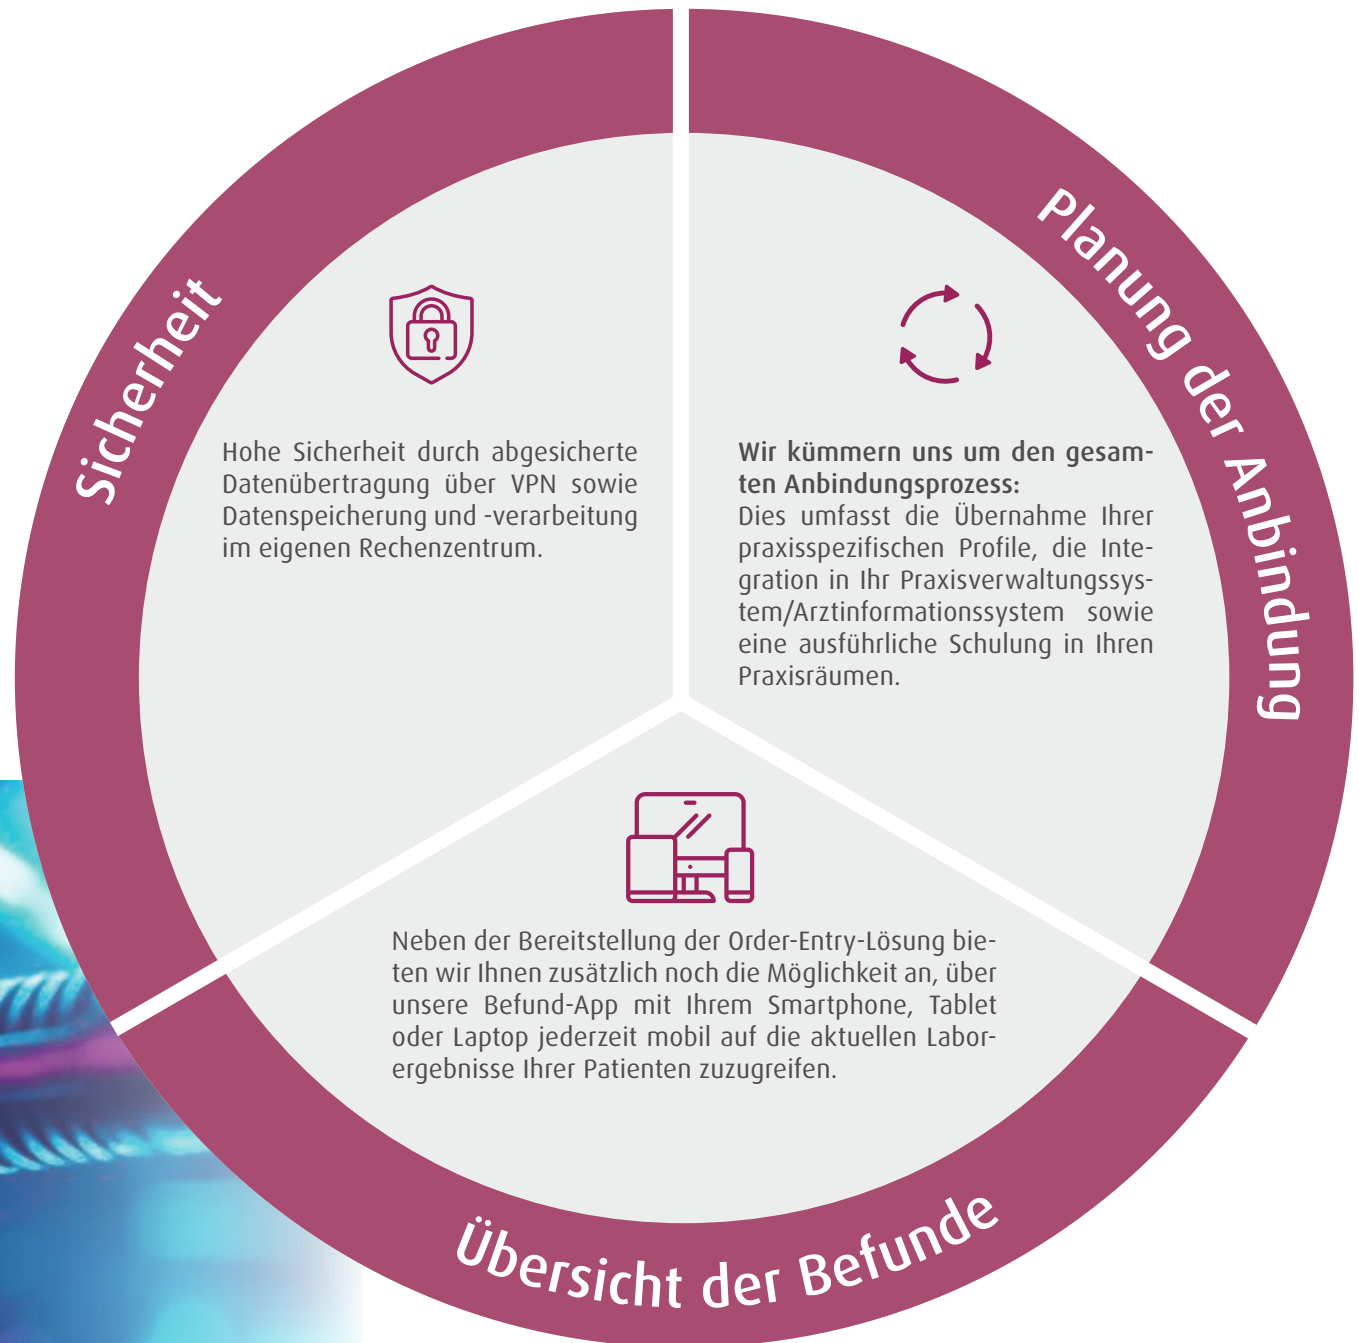 Sicherheit
Hohe Sicherheit durch abgesicherte
Datenübertragung über VPN sowie
Datenspeicherung und -verarbeitung
im eigenen Rechenzentrum.
Planung der Anbindung
Wir kümmern uns um den gesam-
ten Anbindungsprozess:
Dies umfasst die Übernahme Ihrer
praxisspezifischen Profile, die Inte-
gration in Ihr Praxisverwaltungssys-
tem/Arztinformationssystem sowie
eine ausführliche Schulung in Ihren
Praxisräumen.
Neben der Bereitstellung der Order-Entry-Lösung bie-
ten wir Ihnen zusätzlich noch die Möglichkeit an, über
unsere Befund-App mit Ihrem Smartphone, Tablet
oder Laptop jederzeit mobil auf die aktuellen Labor-
ergebnisse Ihrer Patienten zuzugreifen.
Übersicht der Befunde